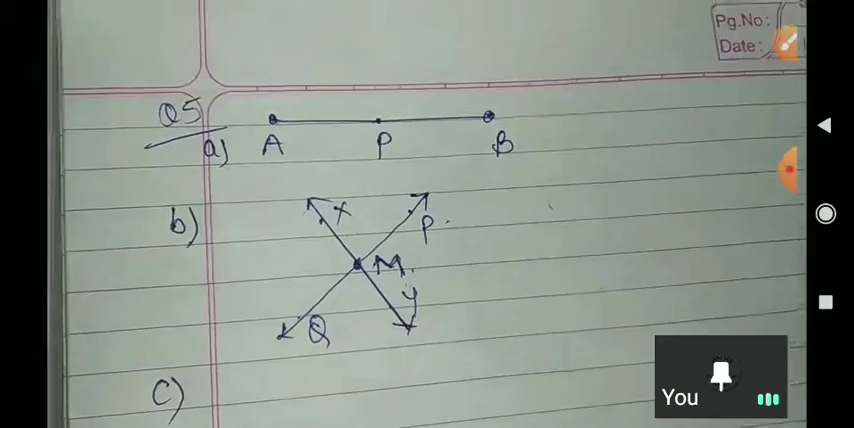 Pg.No:
Date:
Q5
a) A P B
b) X P.
M.
Q y
c)
You